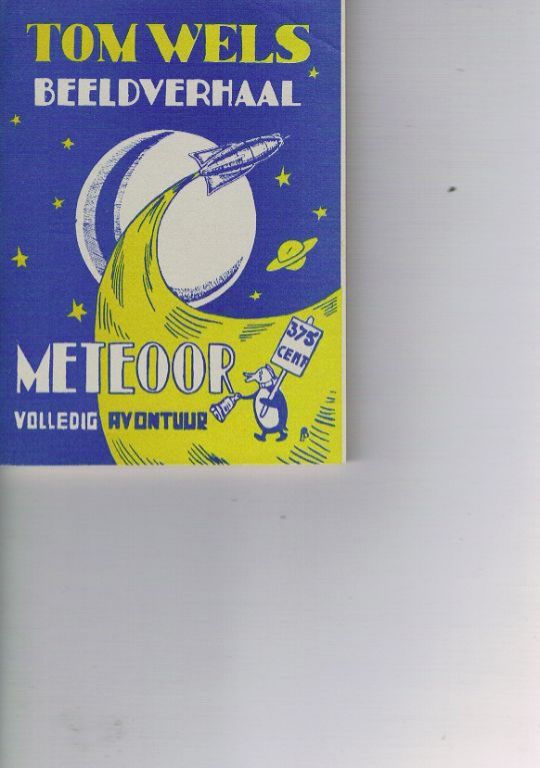 TOM WELS
BEELDVERHAAL
METEOOR
375
CENT
VOLLEDIG AVONTUUR